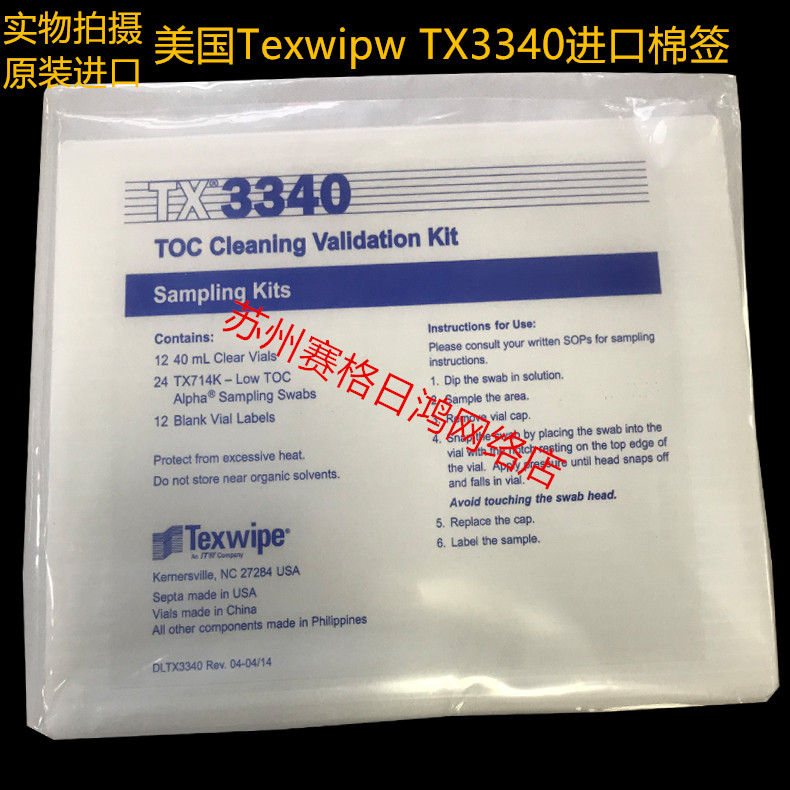 实物拍摄
原装进口
美国Texwipw TX3340进口棉签
TX® 3340
TOC Cleaning Validation Kit
Sampling Kits
Contains:
12 40 mL Clear Vials
24 TX714K – Low TOC
Alpha® Sampling Swabs
12 Blank Vial Labels
Protect from excessive heat.
Do not store near organic solvents.
Texwipe®
An ITW Company
Kernersville, NC 27284 USA
Septa made in USA
Vials made in China
All other components made in Philippines
DLTX3340 Rev. 04-04/14
Instructions for Use:
Please consult your written SOPs for sampling
instructions.
1. Dip the swab in solution.
2. Sample the area.
3. Remove vial cap.
4. Snap the swab by placing the swab into the
vial with the notch resting on the top edge of
the vial. Apply pressure until head snaps off
and falls in vial.
Avoid touching the swab head.
5. Replace the cap.
6. Label the sample.
苏州赛格日鸿网络店